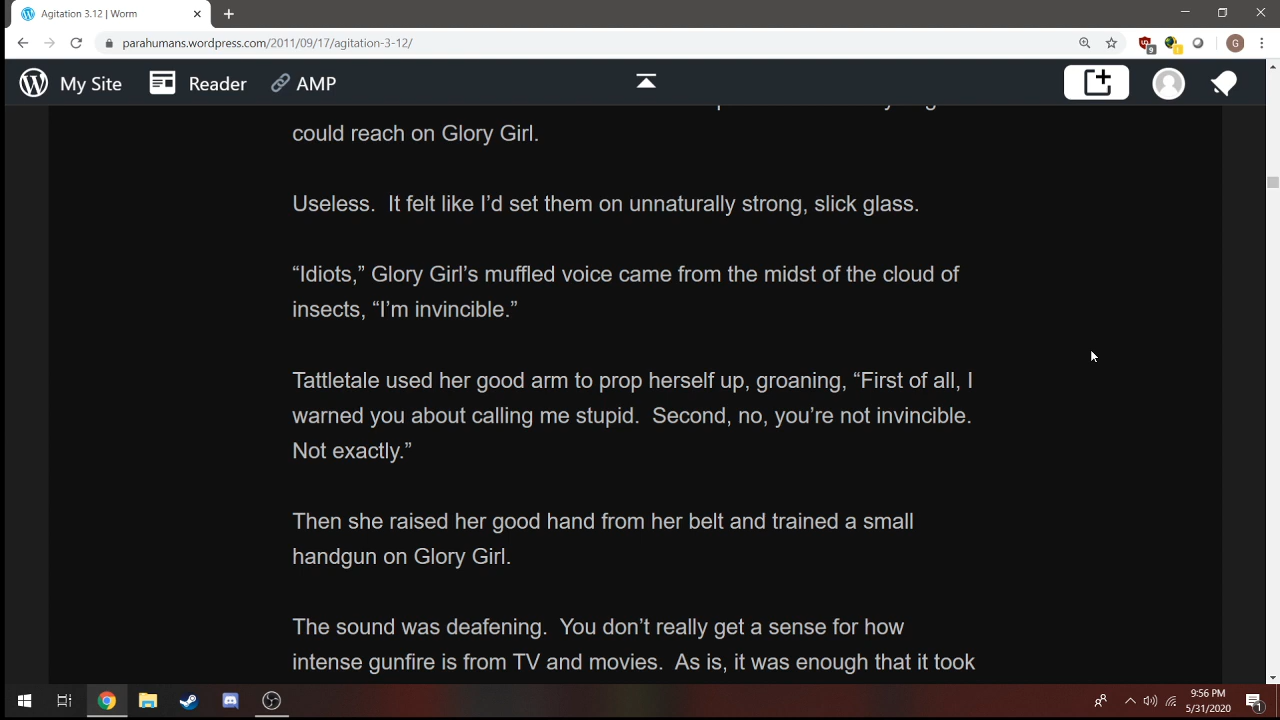 Agitation 3.12 | Worm
parahumans.wordpress.com/2011/09/17/agitation-3-12/
9
1
G
My Site
Reader
AMP
could reach on Glory Girl.
Useless.  It felt like I’d set them on unnaturally strong, slick glass.
“Idiots,” Glory Girl’s muffled voice came from the midst of the cloud of
insects, “I’m invincible.”
Tattletale used her good arm to prop herself up, groaning, “First of all, I
warned you about calling me stupid.  Second, no, you’re not invincible.
Not exactly.”
Then she raised her good hand from her belt and trained a small
handgun on Glory Girl.
The sound was deafening.  You don’t really get a sense for how
intense gunfire is from TV and movies.  As is, it was enough that it took
9:56 PM
5/31/2020
1